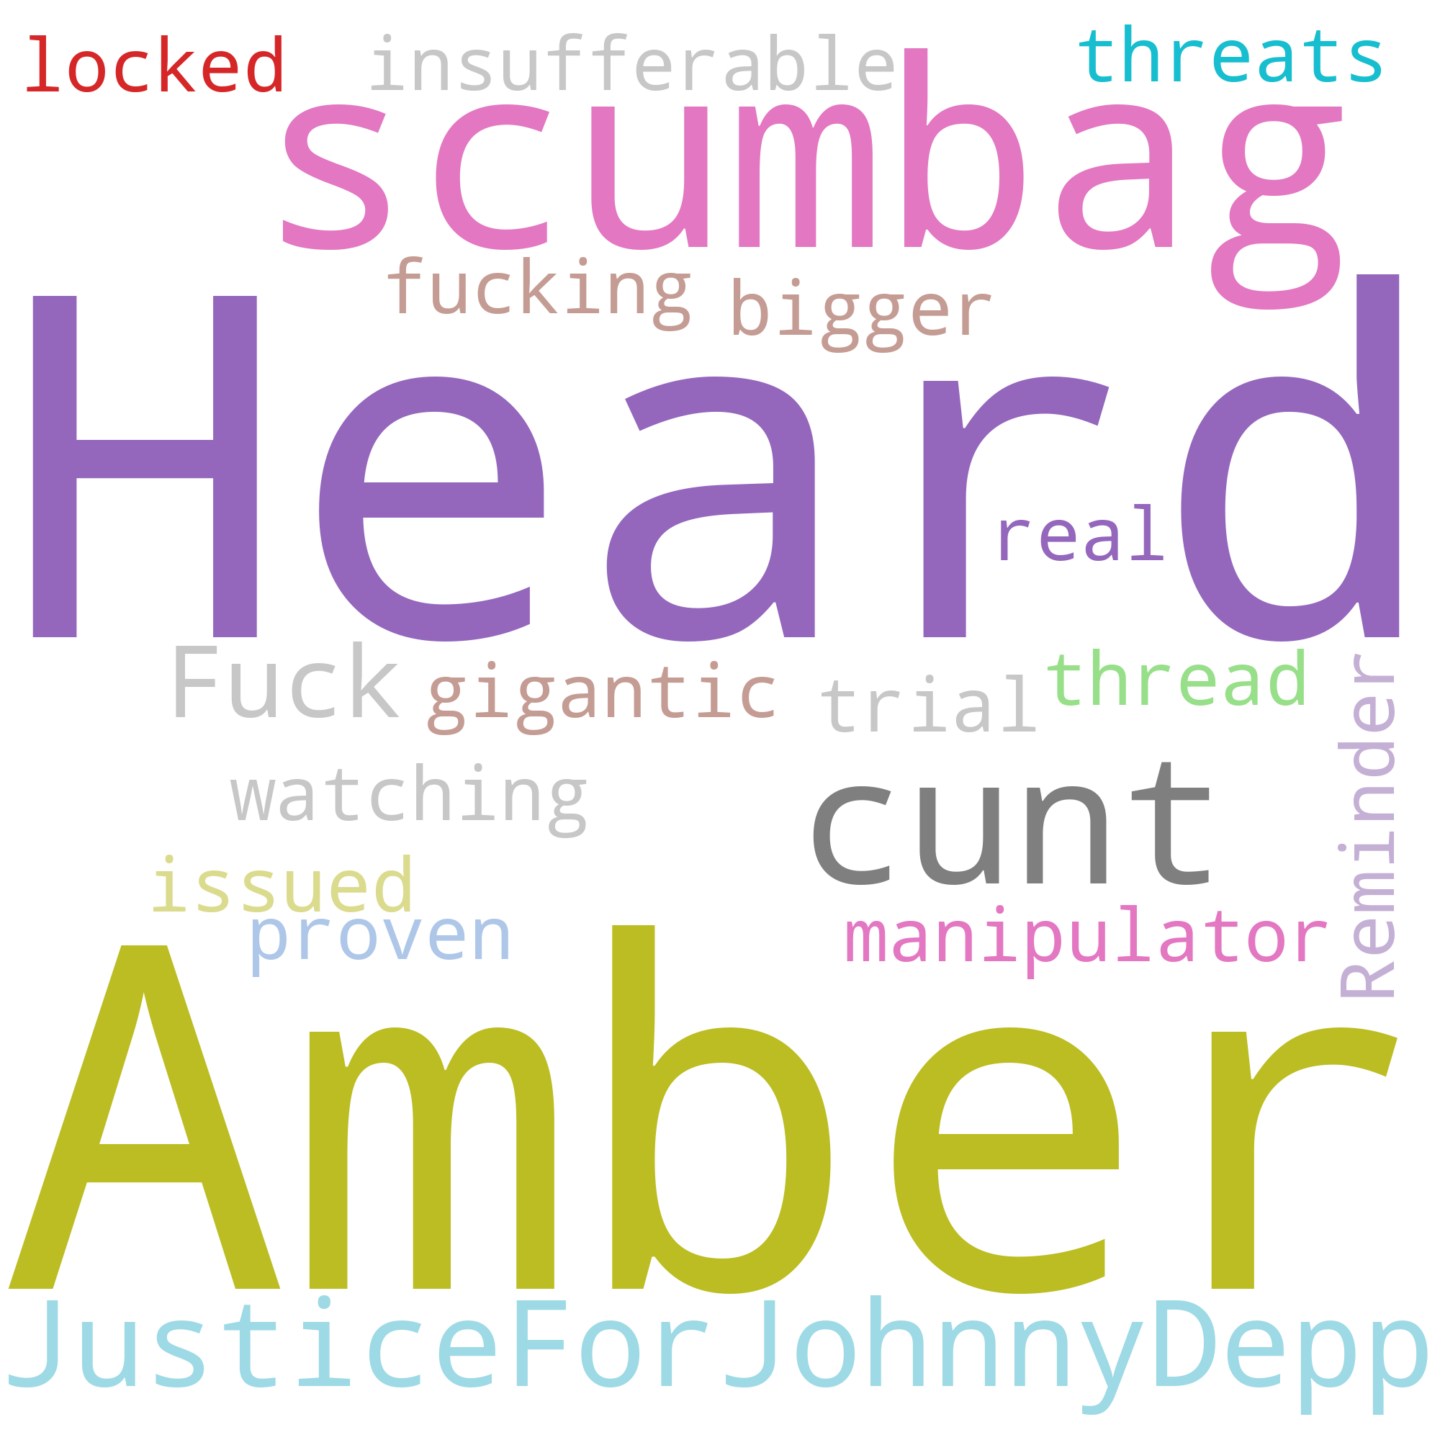 locked
insufferable
threats
scumbag
fucking
bigger
Heard
real
Fuck
gigantic
trial
thread
Reminder
watching
cunt
issued
proven
manipulator
Amber
JusticeForJohnnyDepp